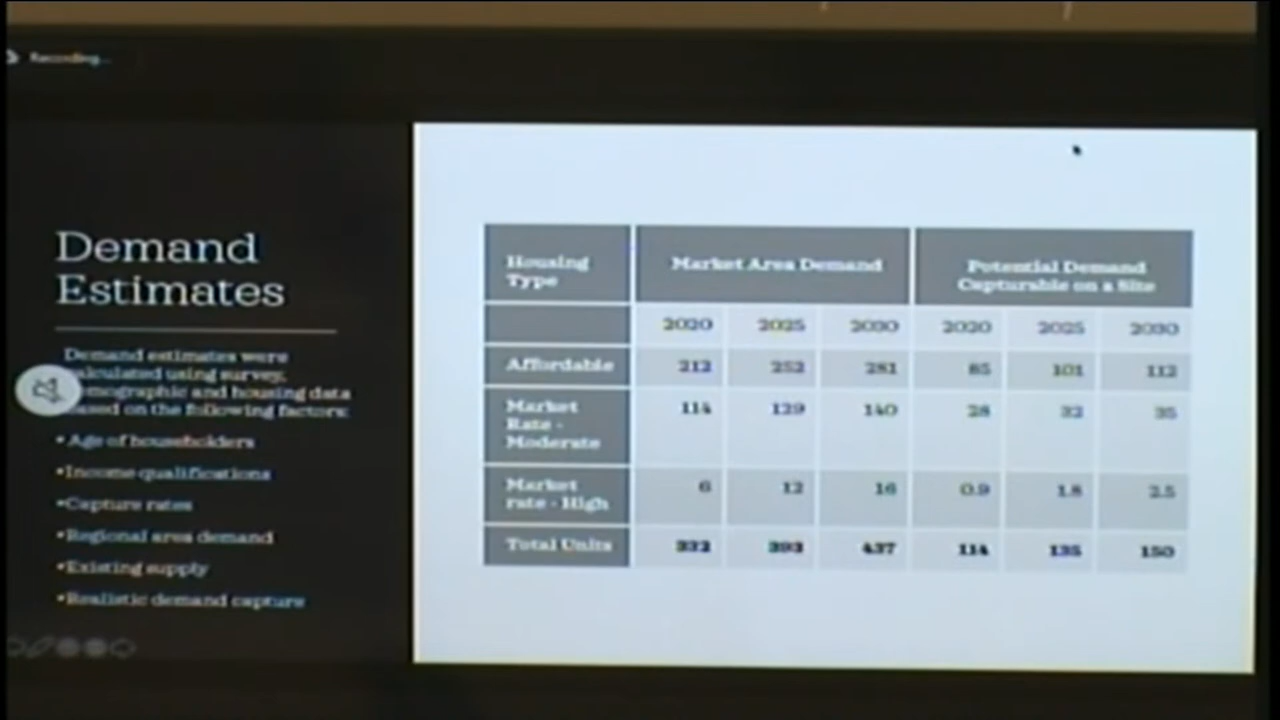 Recording...
Demand
Estimates
Demand estimates were
calculated using survey,
demographic and housing data
based on the following factors:
•Age of householders
•Income qualifications
•Capture rates
•Regional area demand
•Existing supply
•Realistic demand capture
Housing Type Market Area Demand Potential Demand Capturable on a Site
2020 2025 2030 2020 2025 2030
Affordable 212 252 281 85 101 112
Market Rate - Moderate 114 129 140 28 32 35
Market rate - High 6 12 16 0.9 1.8 2.5
Total Units 332 393 437 114 135 150